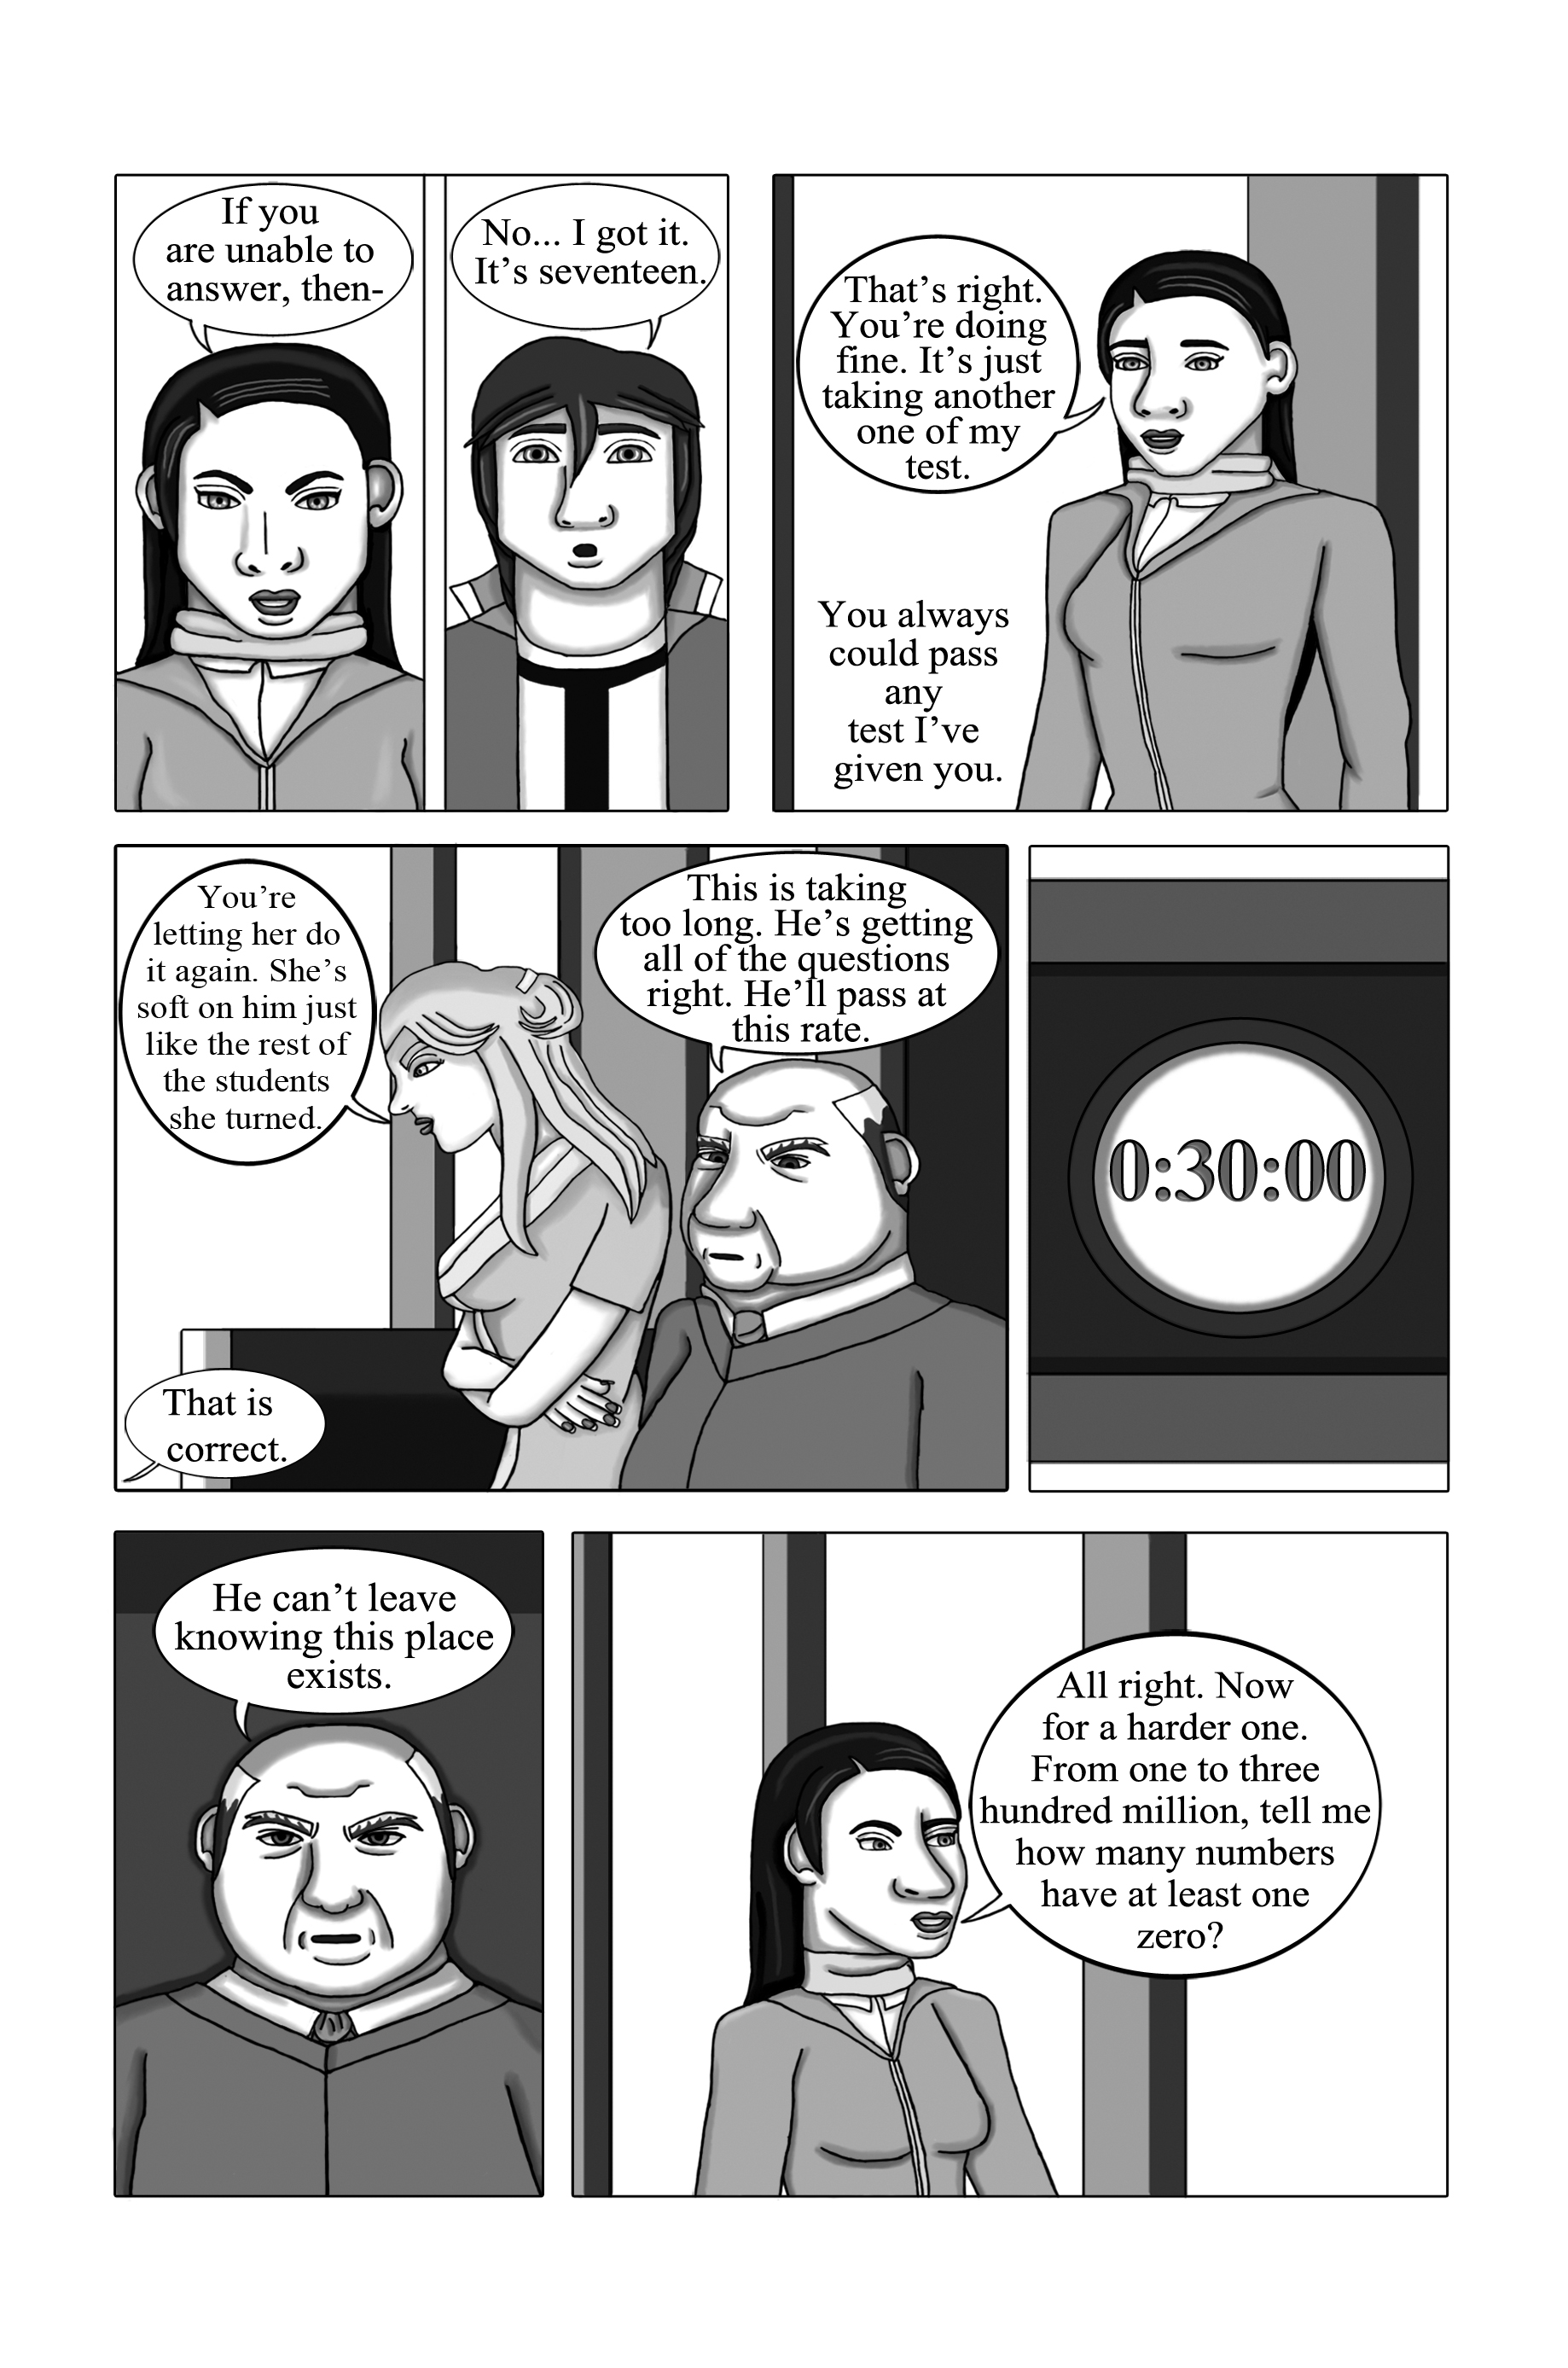 If you
are unable to
answer, then-
No... I got it.
It's seventeen.
That's right.
You're doing
fine. It's just
taking another
one of my
test.
You always
could pass
any
test I've
given you.
You're
letting her do
it again. She's
soft on him just
like the rest of
the students
she turned.
This is taking
too long. He's getting
all of the questions
right. He'll pass at
this rate.
That is
correct.
0:30:00
He can't leave
knowing this place
exists.
All right. Now
for a harder one.
From one to three
hundred million, tell me
how many numbers
have at least one
zero?